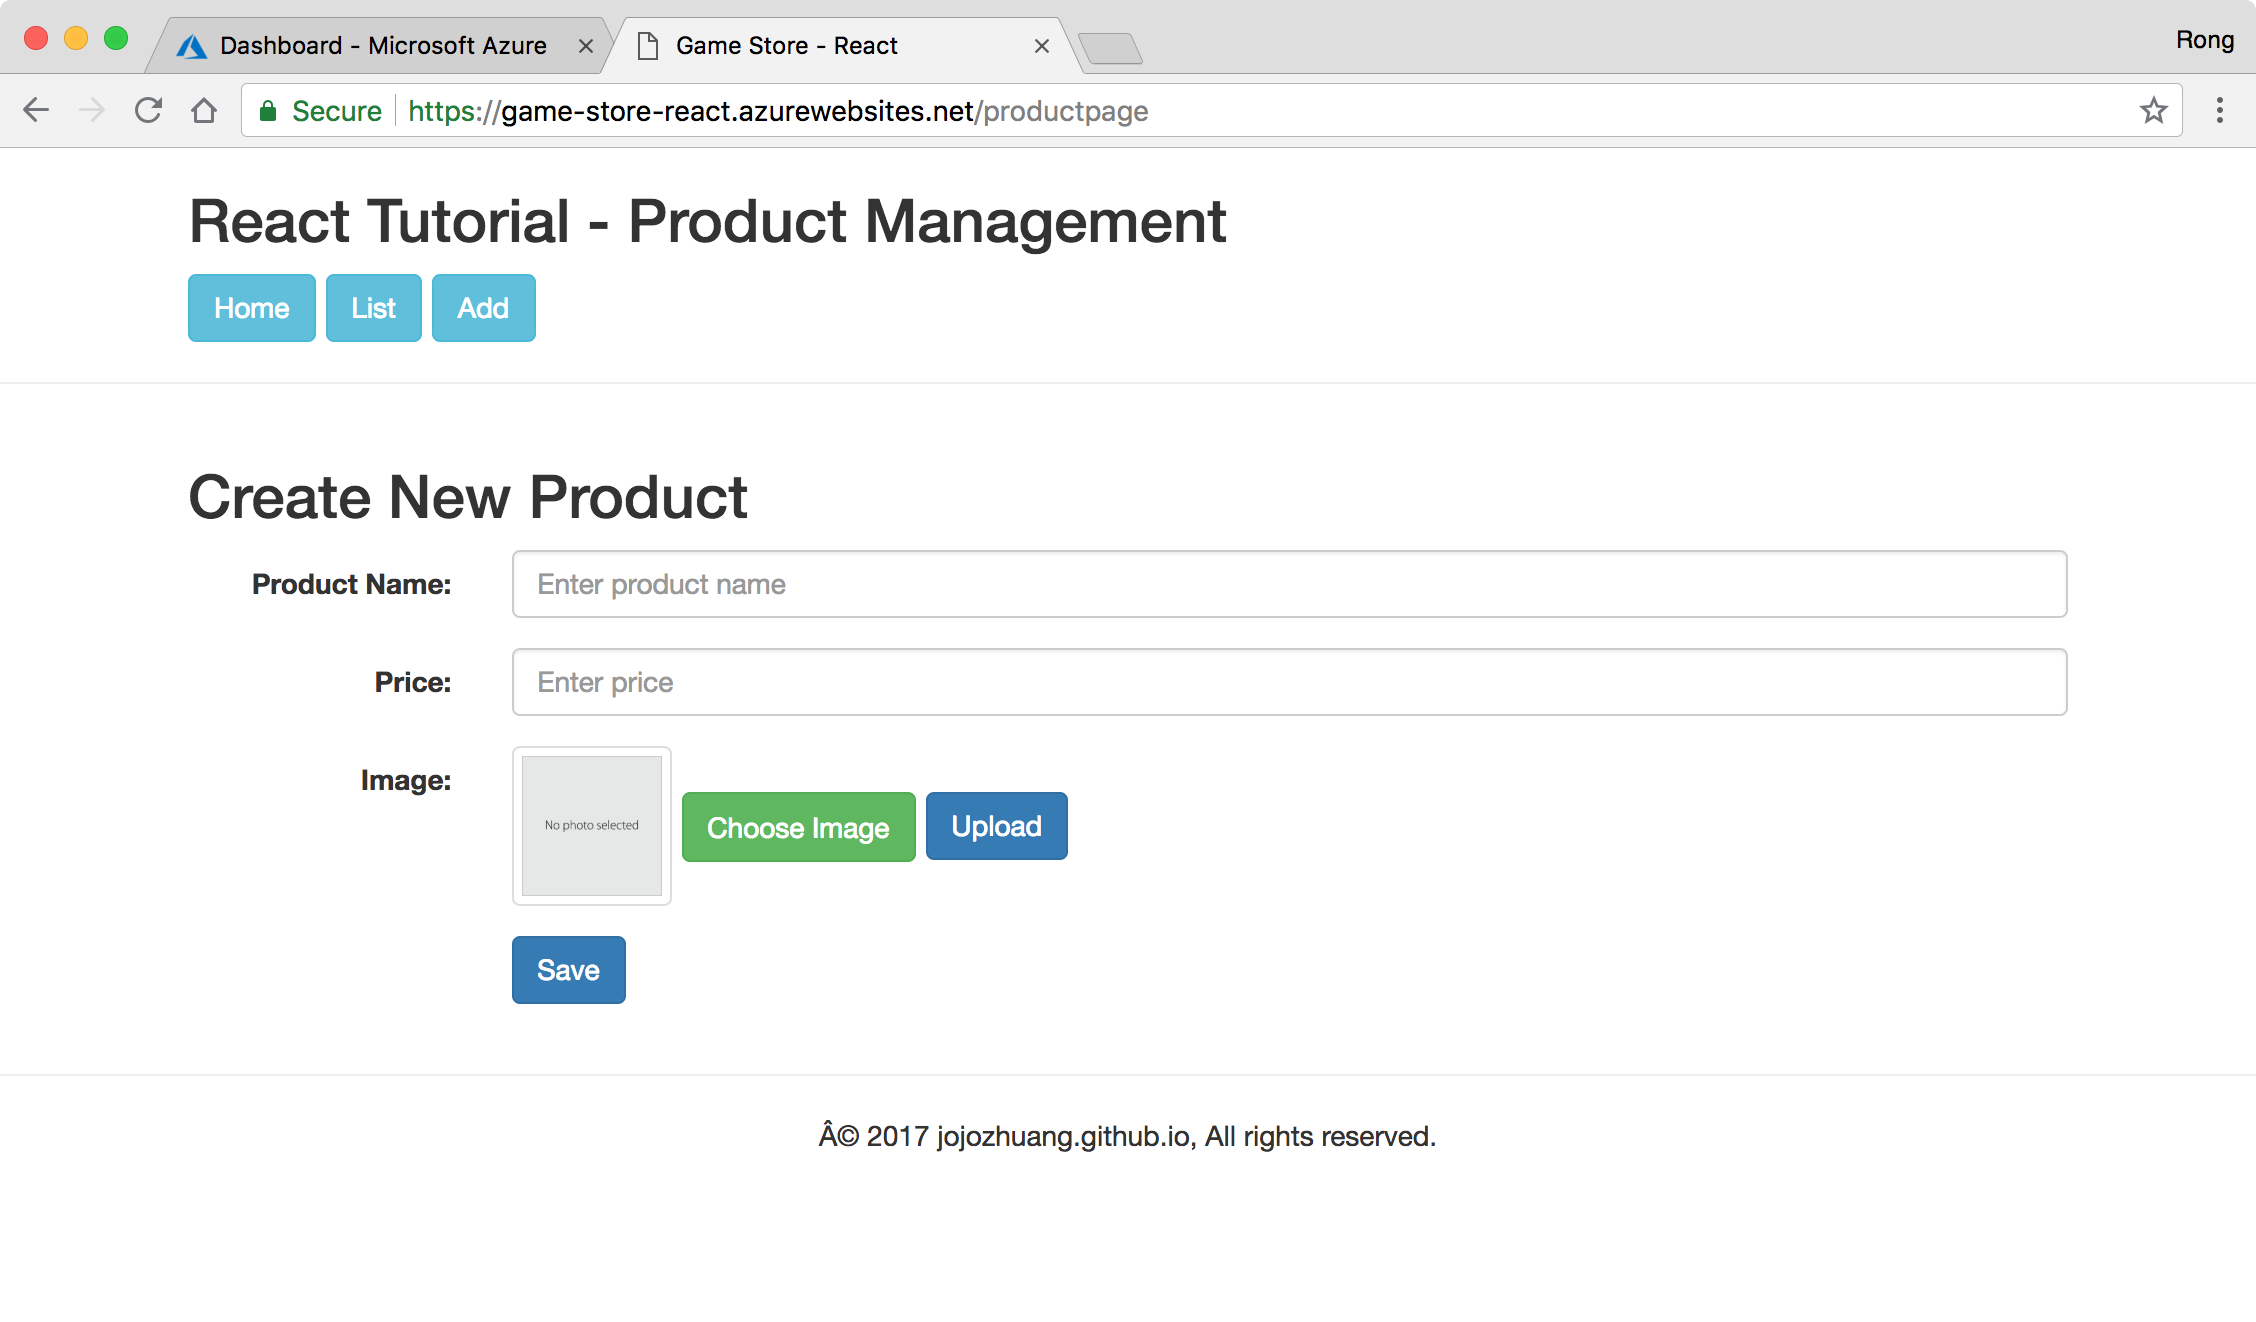 Dashboard - Microsoft Azure
Game Store - React
Rong
Secure
https://game-store-react.azurewebsites.net/productpage
React Tutorial - Product Management
Home
List
Add
Create New Product
Product Name:
Enter product name
Price:
Enter price
Image:
No photo selected
Choose Image
Upload
Save
Â© 2017 jojozhuang.github.io, All rights reserved.